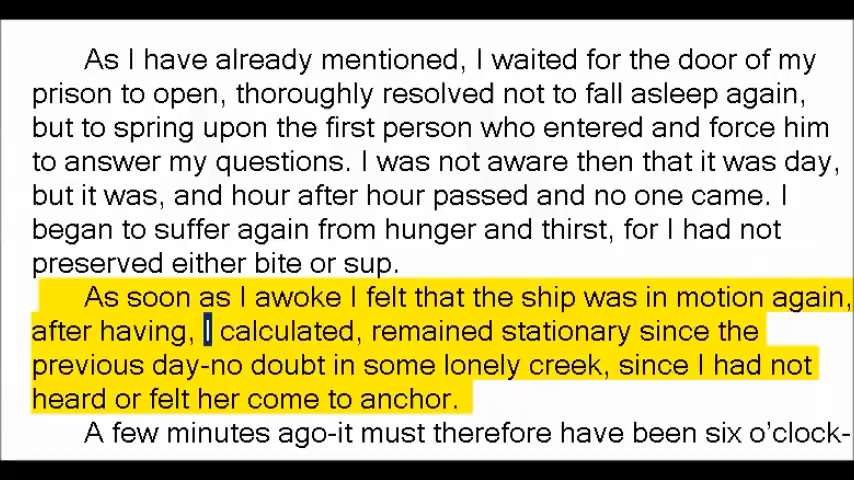 As I have already mentioned, I waited for the door of my
prison to open, thoroughly resolved not to fall asleep again,
but to spring upon the first person who entered and force him
to answer my questions. I was not aware then that it was day,
but it was, and hour after hour passed and no one came. I
began to suffer again from hunger and thirst, for I had not
preserved either bite or sup.
As soon as I awoke I felt that the ship was in motion again,
after having, I calculated, remained stationary since the
previous day-no doubt in some lonely creek, since I had not
heard or felt her come to anchor.
A few minutes ago-it must therefore have been six o’clock-